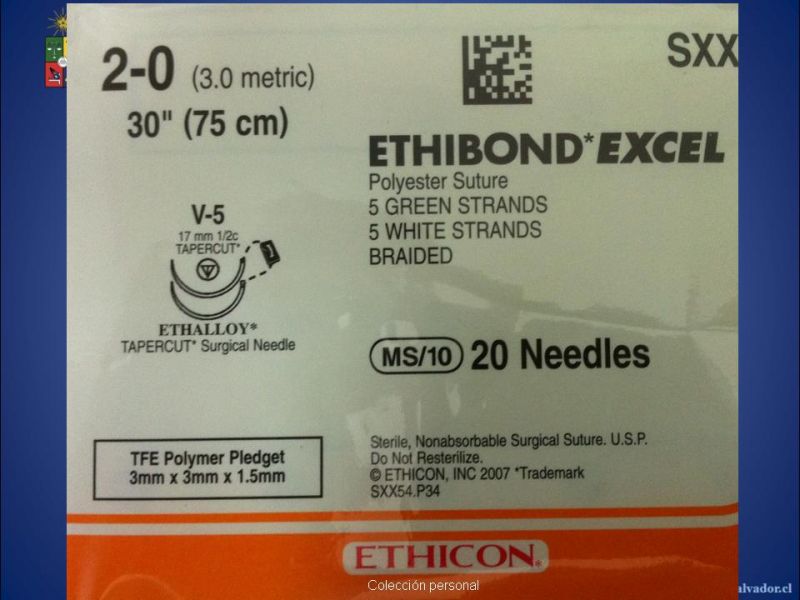 2-0 (3.0 metric)
30" (75 cm)
SXX
ETHIBOND*EXCEL
Polyester Suture
5 GREEN STRANDS
5 WHITE STRANDS
BRAIDED
V-5
17 mm 1/2c
TAPERCUT*
ETHALLOY*
TAPERCUT* Surgical Needle
MS/10 20 Needles
TFE Polymer Pledget
3mm x 3mm x 1.5mm
Sterile, Nonabsorbable Surgical Suture. U.S.P.
Do Not Resterilize.
© ETHICON, INC 2007 *Trademark
SXX54.P34
ETHICON
Colección personal
alvador.cl